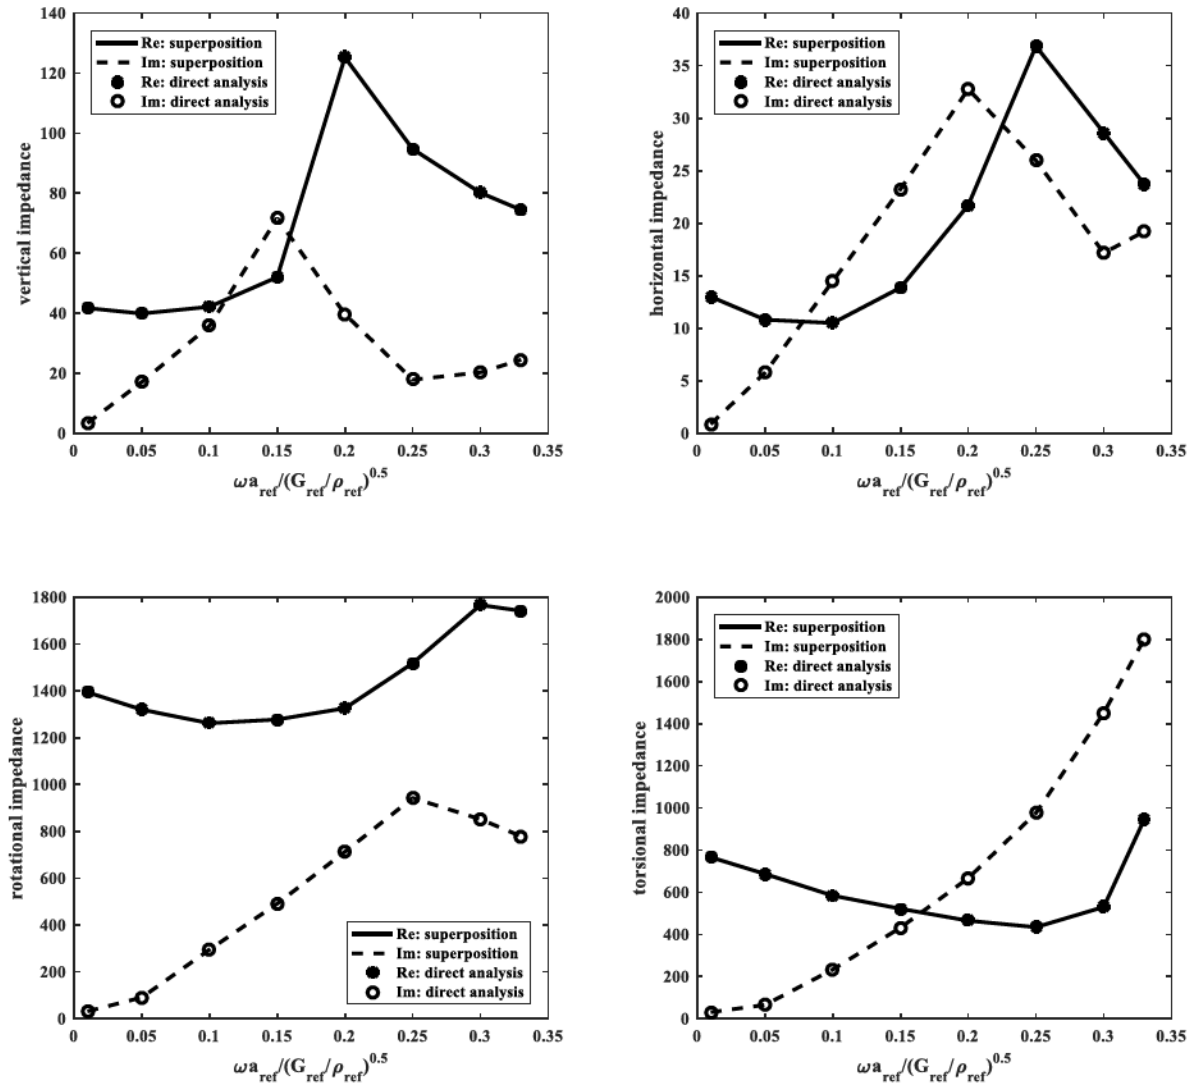 140
120
100
80
60
40
20
0
vertical impedance
Re: superposition
Im: superposition
Re: direct analysis
Im: direct analysis
0 0.05 0.1 0.15 0.2 0.25 0.3 0.35
ωa_ref/(G_ref/ρ_ref)^0.5
40
35
30
25
20
15
10
5
0
horizontal impedance
Re: superposition
Im: superposition
Re: direct analysis
Im: direct analysis
0 0.05 0.1 0.15 0.2 0.25 0.3 0.35
ωa_ref/(G_ref/ρ_ref)^0.5
1800
1600
1400
1200
1000
800
600
400
200
0
rotational impedance
Re: superposition
Im: superposition
Re: direct analysis
Im: direct analysis
0 0.05 0.1 0.15 0.2 0.25 0.3 0.35
ωa_ref/(G_ref/ρ_ref)^0.5
2000
1800
1600
1400
1200
1000
800
600
400
200
0
torsional impedance
Re: superposition
Im: superposition
Re: direct analysis
Im: direct analysis
0 0.05 0.1 0.15 0.2 0.25 0.3 0.35
ωa_ref/(G_ref/ρ_ref)^0.5